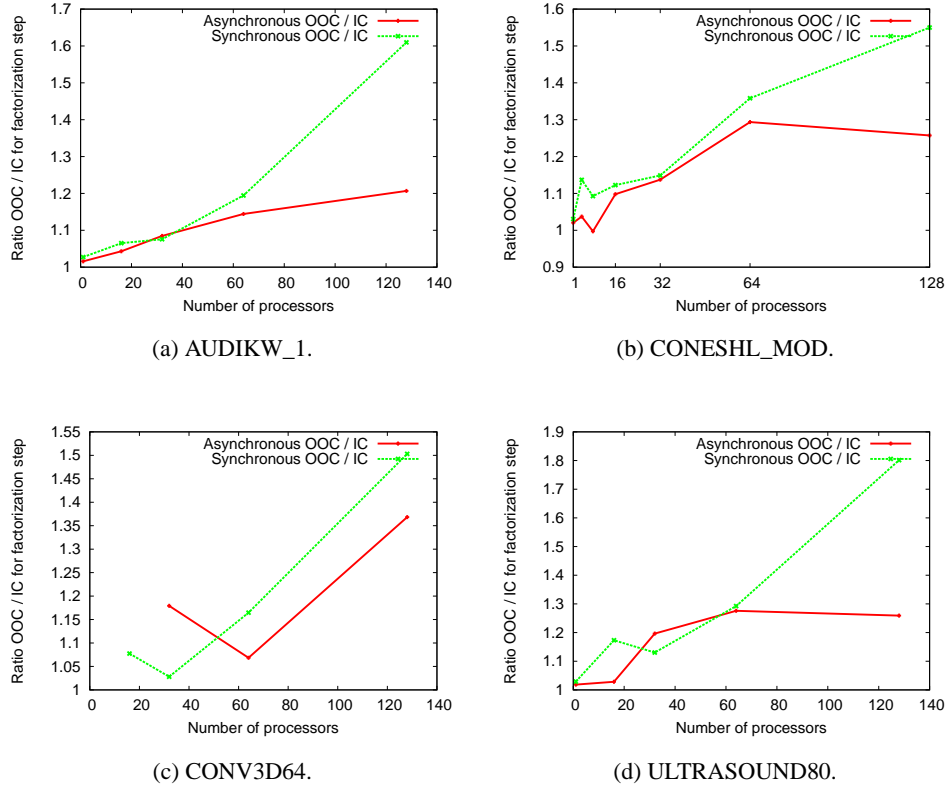 1.7
Asynchronous OOC / IC
Synchronous OOC / IC
1.6
1.5
1.4
1.3
1.2
1.1
1
0 20 40 60 80 100 120 140
Ratio OOC / IC for factorization step
Number of processors
(a) AUDIKW_1.
1.6
Asynchronous OOC / IC
Synchronous OOC / IC
1.5
1.4
1.3
1.2
1.1
1
0.9
1 16 32 64 128
Ratio OOC / IC for factorization step
Number of processors
(b) CONESHL_MOD.
1.55
Asynchronous OOC / IC
Synchronous OOC / IC
1.5
1.45
1.4
1.35
1.3
1.25
1.2
1.15
1.1
1.05
1
0 20 40 60 80 100 120 140
Ratio OOC / IC for factorization step
Number of processors
(c) CONV3D64.
1.9
Asynchronous OOC / IC
Synchronous OOC / IC
1.8
1.7
1.6
1.5
1.4
1.3
1.2
1.1
1
0 20 40 60 80 100 120 140
Ratio OOC / IC for factorization step
Number of processors
(d) ULTRASOUND80.